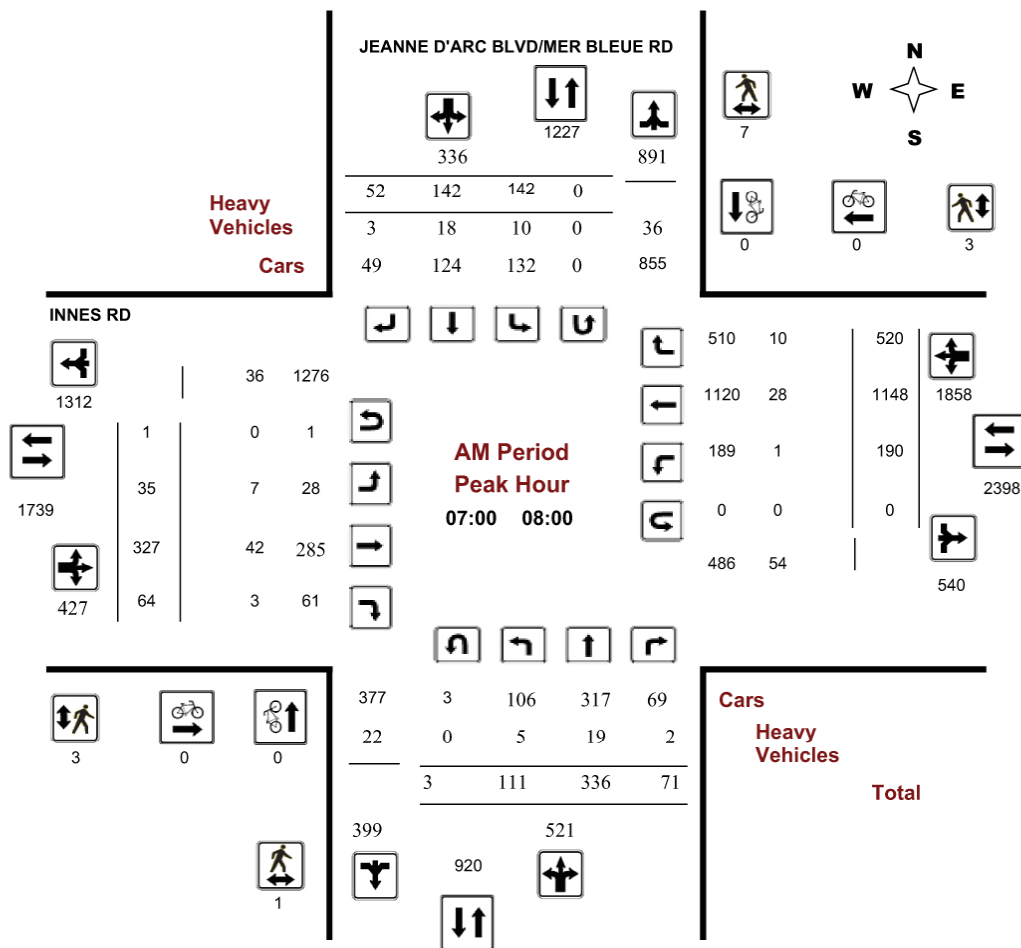 JEANNE D'ARC BLVD/MER BLEUE RD
N
W E
S
1227
7
336 891
52 142 142 0
Heavy
Vehicles
3 18 10 0 36
Cars
49 124 132 0 855
0 0 3
INNES RD
510 10 520
1312
36 1276
1120 28 1148 1858
1 0 1
189 1 190
AM Period
Peak Hour
07:00 08:00
35 7 28
1739
2398
0 0 0
327 42 285
486 54
427
540
64 3 61
377 3 106 317 69
Cars
22 0 5 19 2
Heavy
Vehicles
3 0 0
3 111 336 71
Total
399 521
920
1